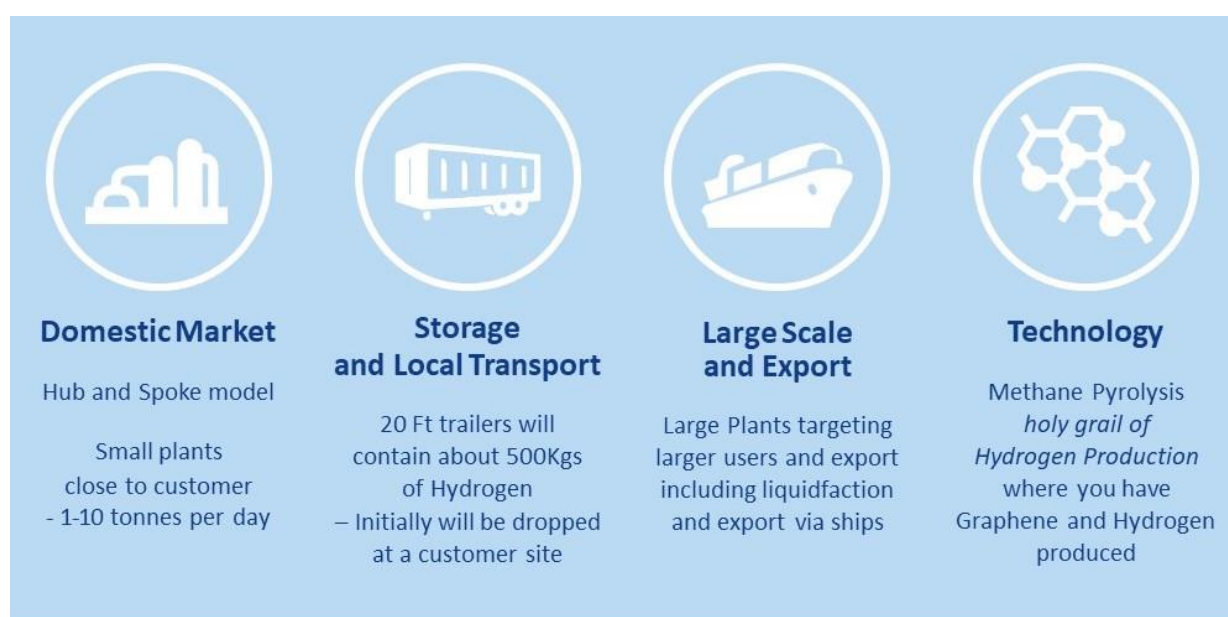 Domestic Market
Hub and Spoke model
Small plants
close to customer
- 1-10 tonnes per day
Storage
and Local Transport
20 Ft trailers will
contain about 500Kgs
of Hydrogen
– Initially will be dropped
at a customer site
Large Scale
and Export
Large Plants targeting
larger users and export
including liquidfaction
and export via ships
Technology
Methane Pyrolysis
holy grail of
Hydrogen Production
where you have
Graphene and Hydrogen
produced